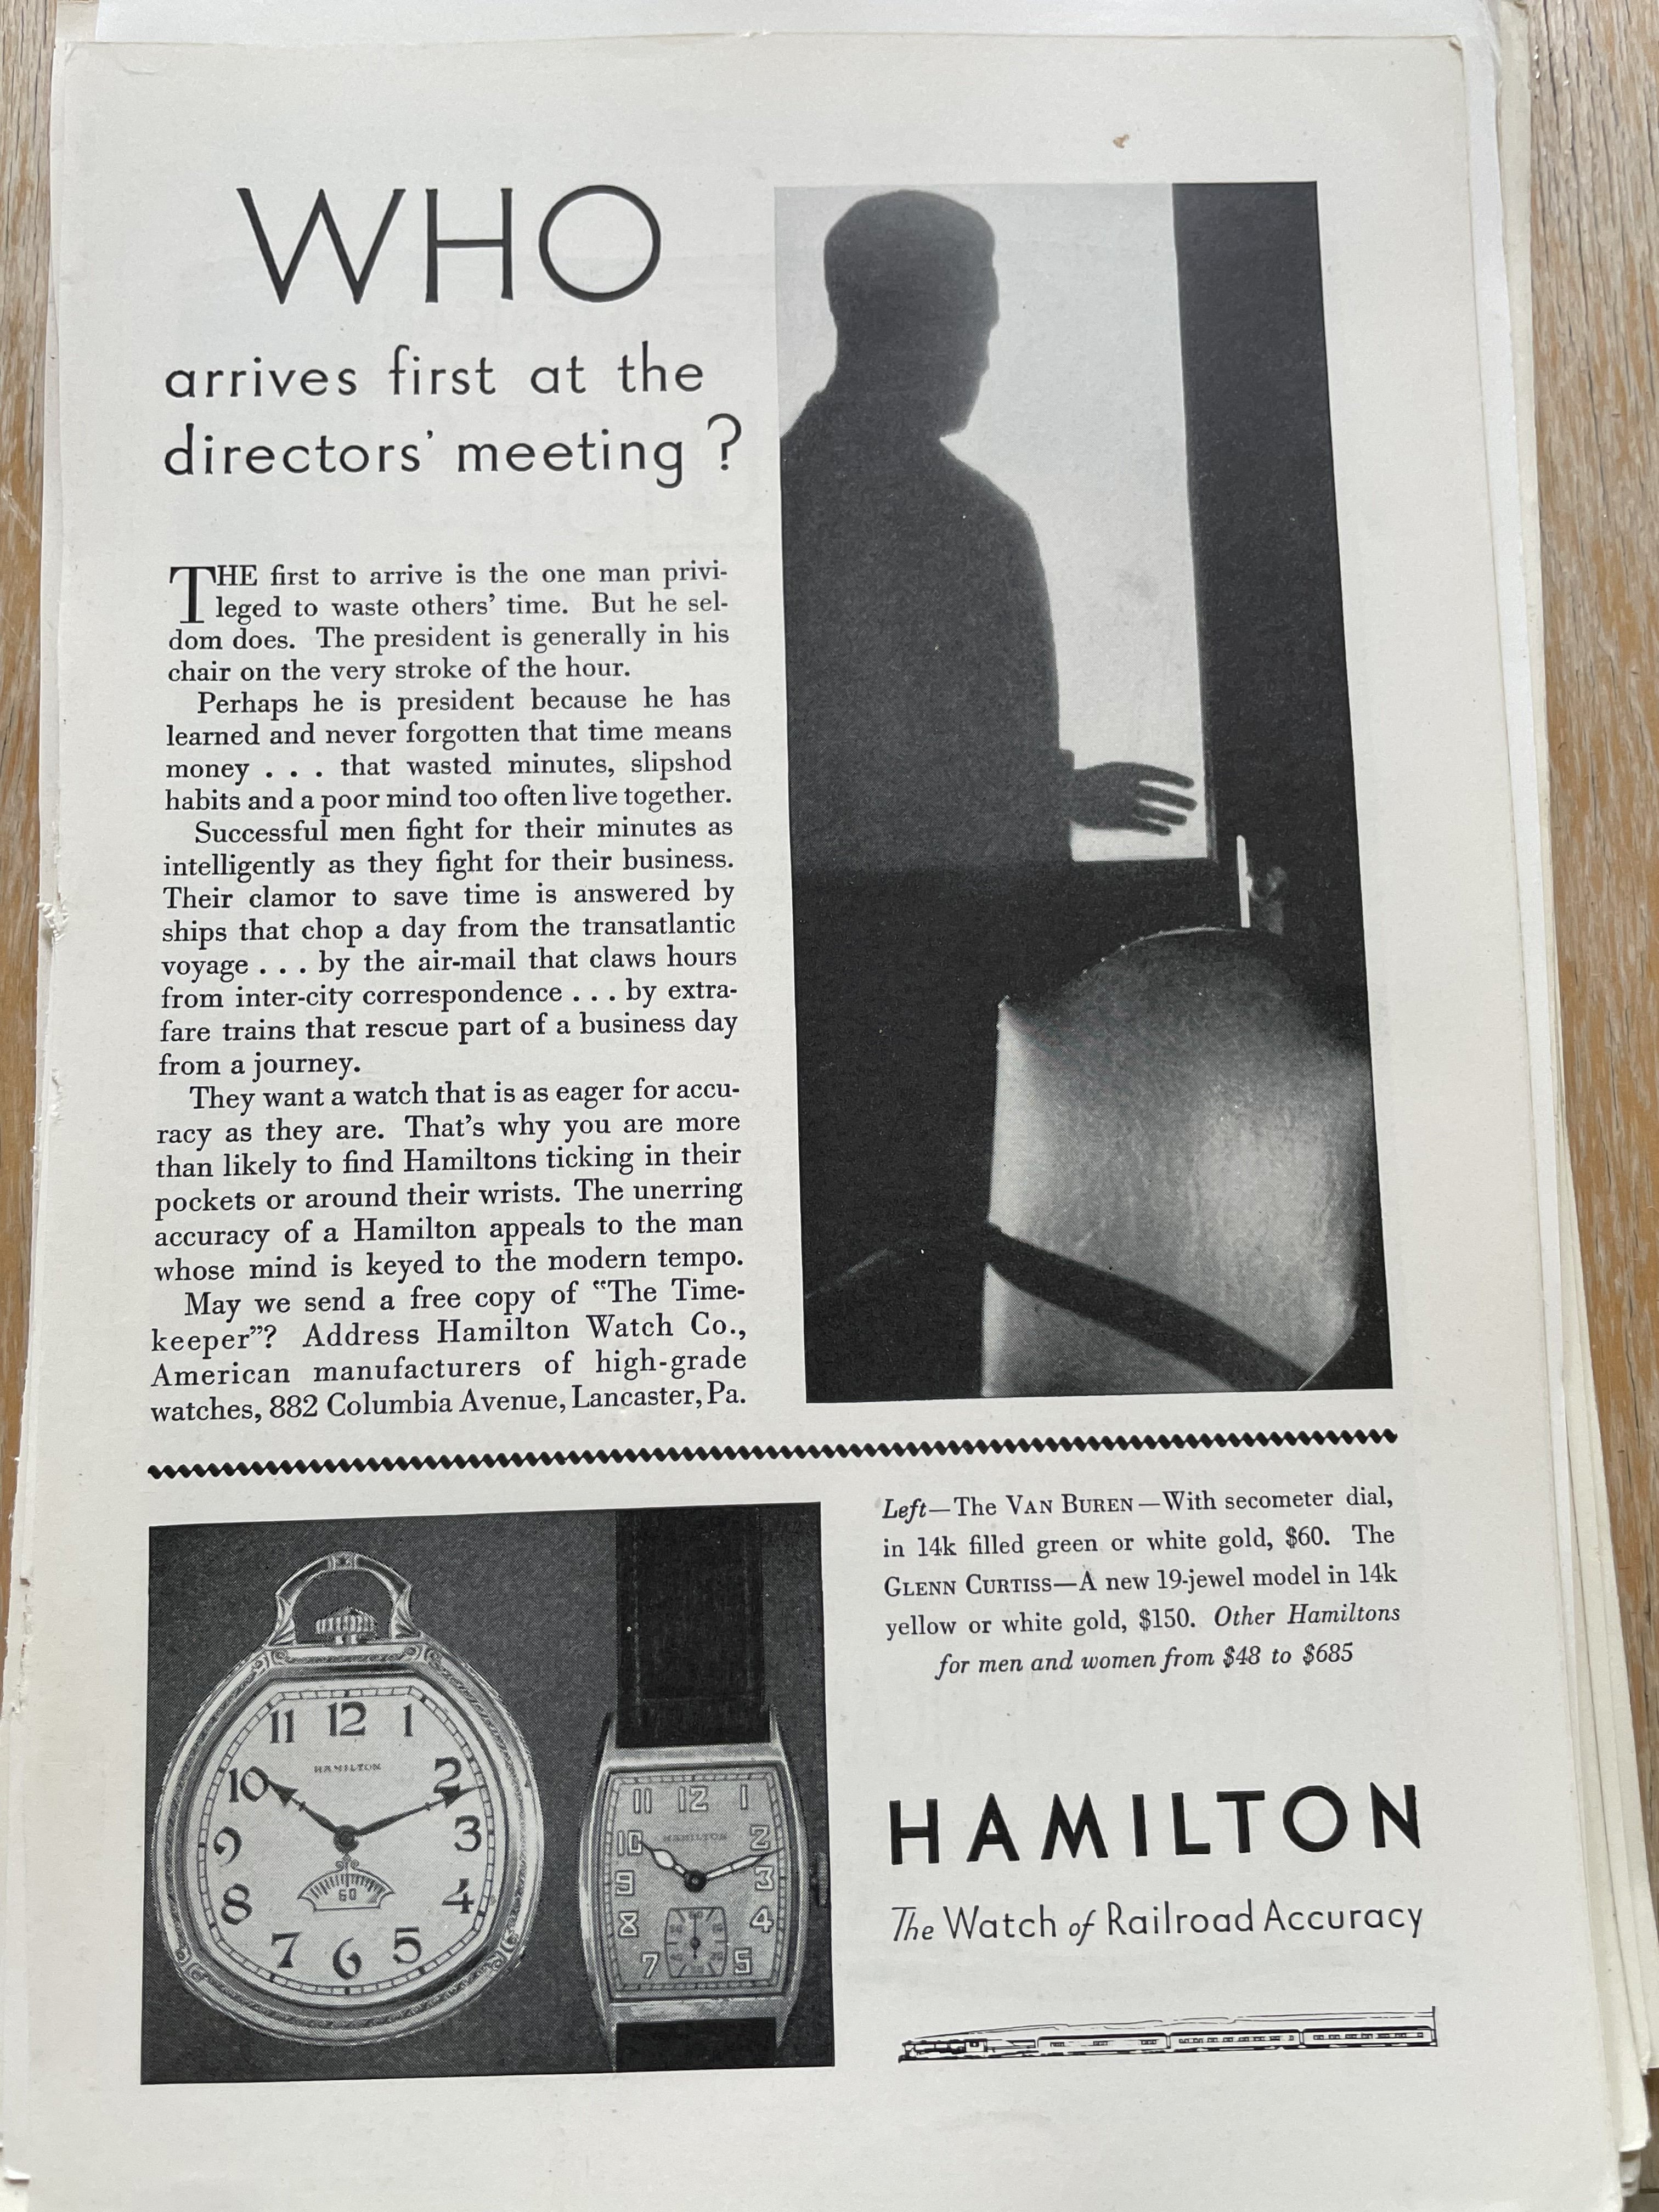 WHO
arrives first at the
directors' meeting ?
THE first to arrive is the one man privi-
leged to waste others' time. But he sel-
dom does. The president is generally in his
chair on the very stroke of the hour.
Perhaps he is president because he has
learned and never forgotten that time means
money . . . that wasted minutes, slipshod
habits and a poor mind too often live together.
Successful men fight for their minutes as
intelligently as they fight for their business.
Their clamor to save time is answered by
ships that chop a day from the transatlantic
voyage . . . by the air-mail that claws hours
from inter-city correspondence . . . by extra-
fare trains that rescue part of a business day
from a journey.
They want a watch that is as eager for accu-
racy as they are. That's why you are more
than likely to find Hamiltons ticking in their
pockets or around their wrists. The unerring
accuracy of a Hamilton appeals to the man
whose mind is keyed to the modern tempo.
May we send a free copy of "The Time-
keeper"? Address Hamilton Watch Co.,
American manufacturers of high-grade
watches, 882 Columbia Avenue, Lancaster, Pa.
11 12 1
HAMILTON
10 2
9 3
60
8 4
7 6 5
11 12 1
HAMILTON
10 2
9 3
8 4
7 5
Left—The VAN BUREN—With secometer dial,
in 14k filled green or white gold, $60. The
GLENN CURTISS—A new 19-jewel model in 14k
yellow or white gold, $150. Other Hamiltons
for men and women from $48 to $685
HAMILTON
The Watch of Railroad Accuracy